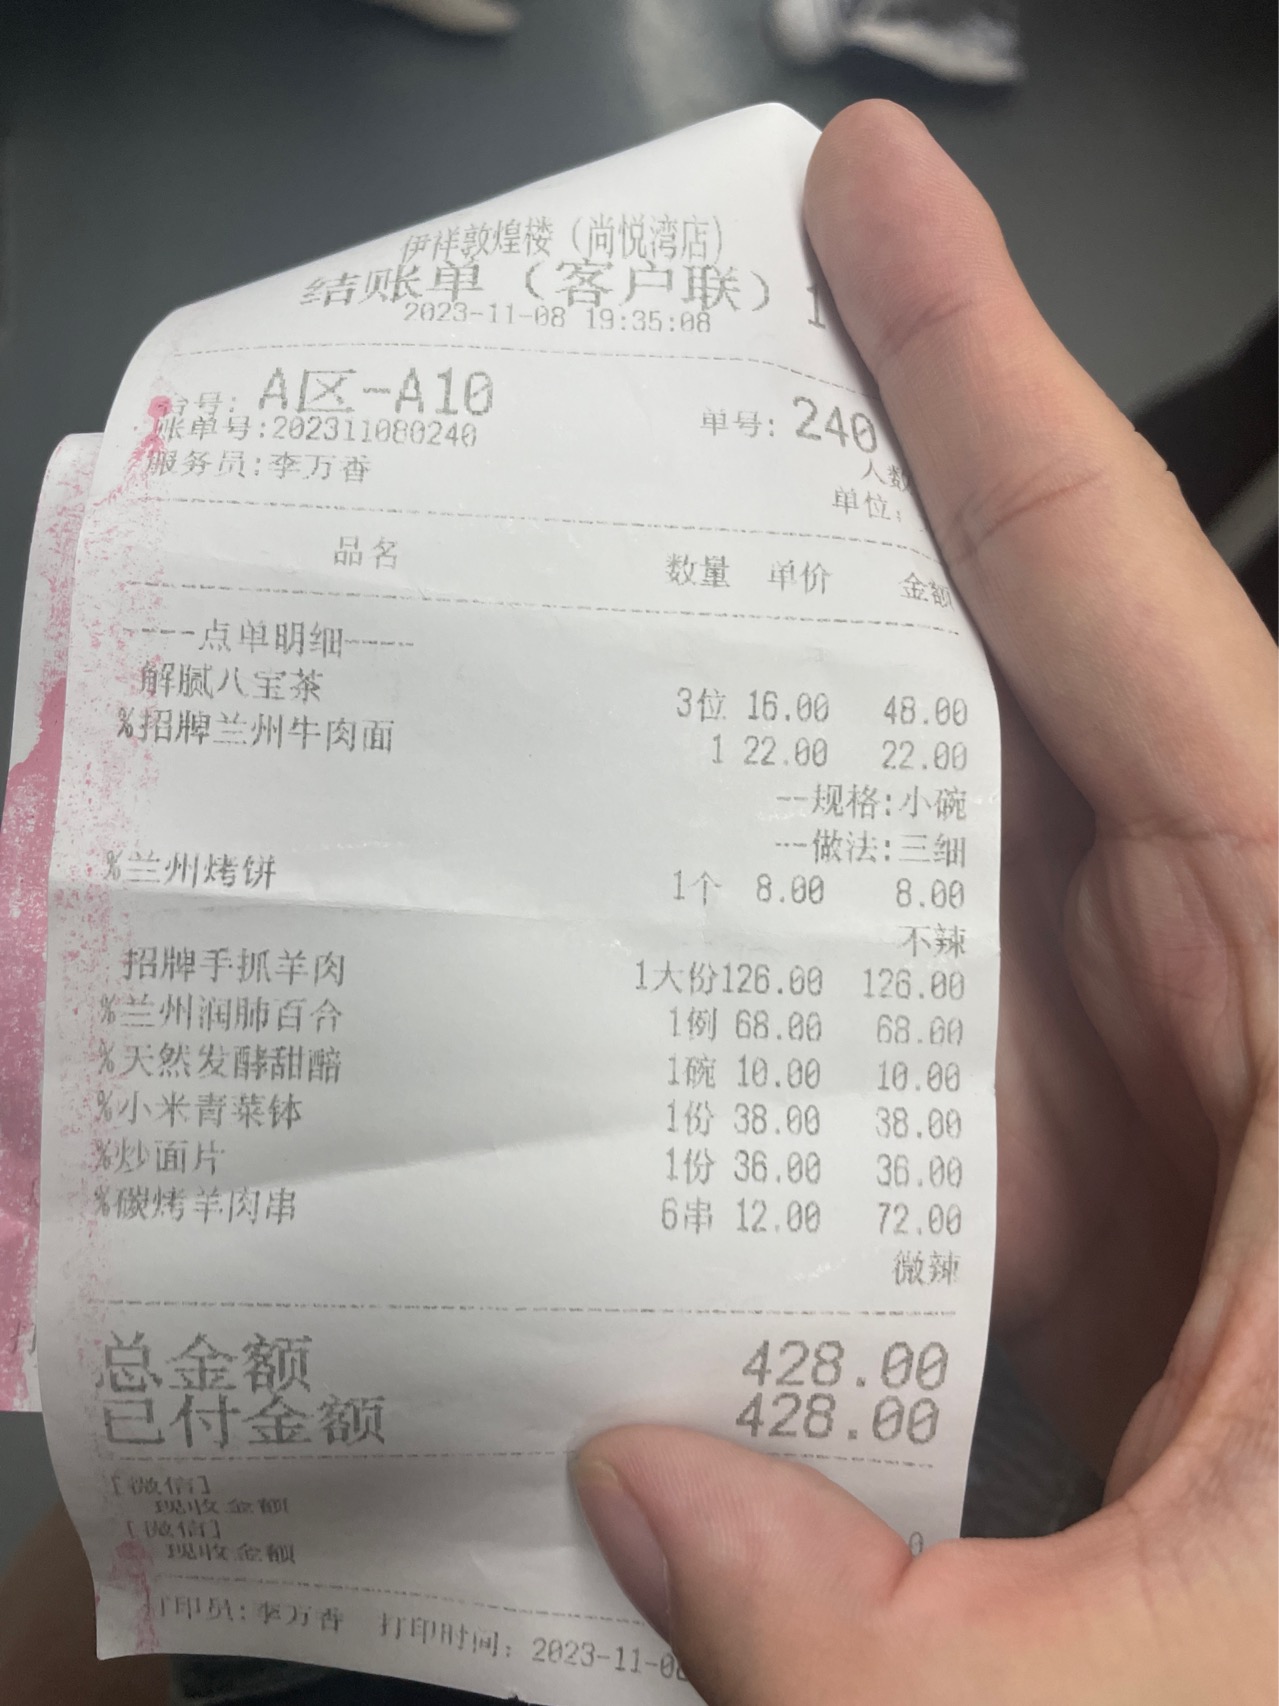 伊祥敦煌楼（尚悦湾店）
结账单（客户联）1
2023-11-08 19:35:08
台号: A区-A10 单号: 240
账单号:202311080240 人数
服务员:李万香 单位:
品名 数量 单价 金额
----点单明细----
解腻八宝茶 3位 16.00 48.00
%招牌兰州牛肉面 1 22.00 22.00
--规格:小碗
--做法:三细
%兰州烤饼 1个 8.00 8.00
不辣
招牌手抓羊肉 1大份126.00 126.00
%兰州润肺百合 1例 68.00 68.00
%天然发酵甜醅 1碗 10.00 10.00
%小米青菜钵 1份 38.00 38.00
%炒面片 1份 36.00 36.00
%碳烤羊肉串 6串 12.00 72.00
微辣
总金额 428.00
已付金额 428.00
[微信]
现收金额
[微信]
现收金额 0
打印员:李万香 打印时间: 2023-11-08